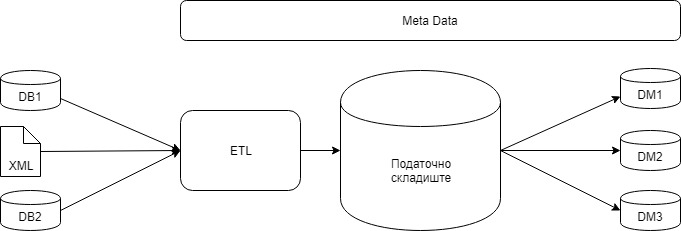 Meta Data
DB1
XML
DB2
ETL
Податочно
складиште
DM1
DM2
DM3